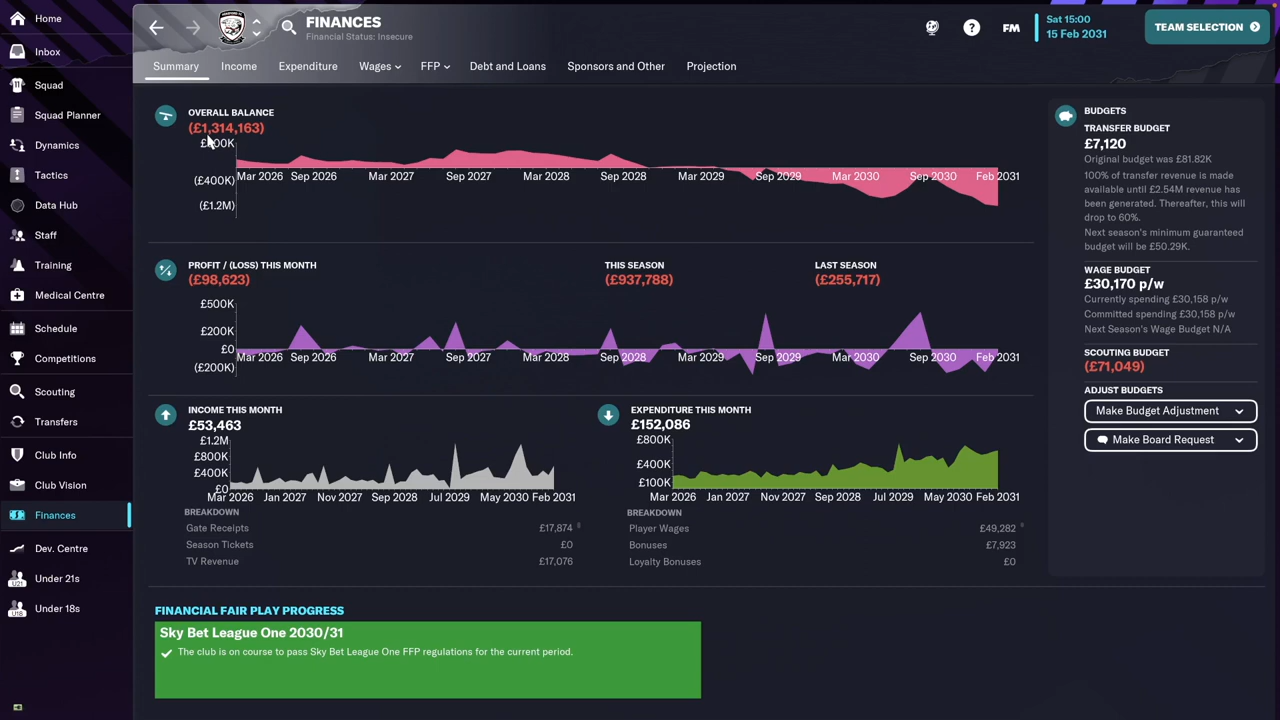 Home
Inbox
Squad
Squad Planner
Dynamics
Tactics
Data Hub
Staff
Training
Medical Centre
Schedule
Competitions
Scouting
Transfers
Club Info
Club Vision
Finances
Dev. Centre
U21
Under 21s
U18
Under 18s
FINANCES
Financial Status: Insecure
FM
Sat 15:00
15 Feb 2031
TEAM SELECTION
Summary
Income
Expenditure
Wages
FFP
Debt and Loans
Sponsors and Other
Projection
OVERALL BALANCE
(£1,314,163)
(£400K)
(£1.2M)
Mar 2026 Sep 2026 Mar 2027 Sep 2027 Mar 2028 Sep 2028 Mar 2029 Sep 2029 Mar 2030 Sep 2030 Feb 2031
PROFIT / (LOSS) THIS MONTH
(£98,623)
THIS SEASON
(£937,788)
LAST SEASON
(£255,717)
£500K
£200K
£0
(£200K)
Mar 2026 Sep 2026 Mar 2027 Sep 2027 Mar 2028 Sep 2028 Mar 2029 Sep 2029 Mar 2030 Sep 2030 Feb 2031
INCOME THIS MONTH
£53,463
£1.2M
£800K
£400K
£0
Mar 2026 Jan 2027 Nov 2027 Sep 2028 Jul 2029 May 2030 Feb 2031
BREAKDOWN
Gate Receipts £17,874
Season Tickets £0
TV Revenue £17,076
EXPENDITURE THIS MONTH
£152,086
£800K
£400K
£100K
Mar 2026 Jan 2027 Nov 2027 Sep 2028 Jul 2029 May 2030 Feb 2031
BREAKDOWN
Player Wages £49,282
Bonuses £7,923
Loyalty Bonuses £0
BUDGETS
TRANSFER BUDGET
£7,120
Original budget was £81.82K
100% of transfer revenue is made
available until £2.54M revenue has
been generated. Thereafter, this will
drop to 60%.
Next season's minimum guaranteed
budget will be £50.29K.
WAGE BUDGET
£30,170 p/w
Currently spending £30,158 p/w
Committed spending £30,158 p/w
Next Season's Wage Budget N/A
SCOUTING BUDGET
(£71,049)
ADJUST BUDGETS
Make Budget Adjustment
Make Board Request
FINANCIAL FAIR PLAY PROGRESS
Sky Bet League One 2030/31
The club is on course to pass Sky Bet League One FFP regulations for the current period.